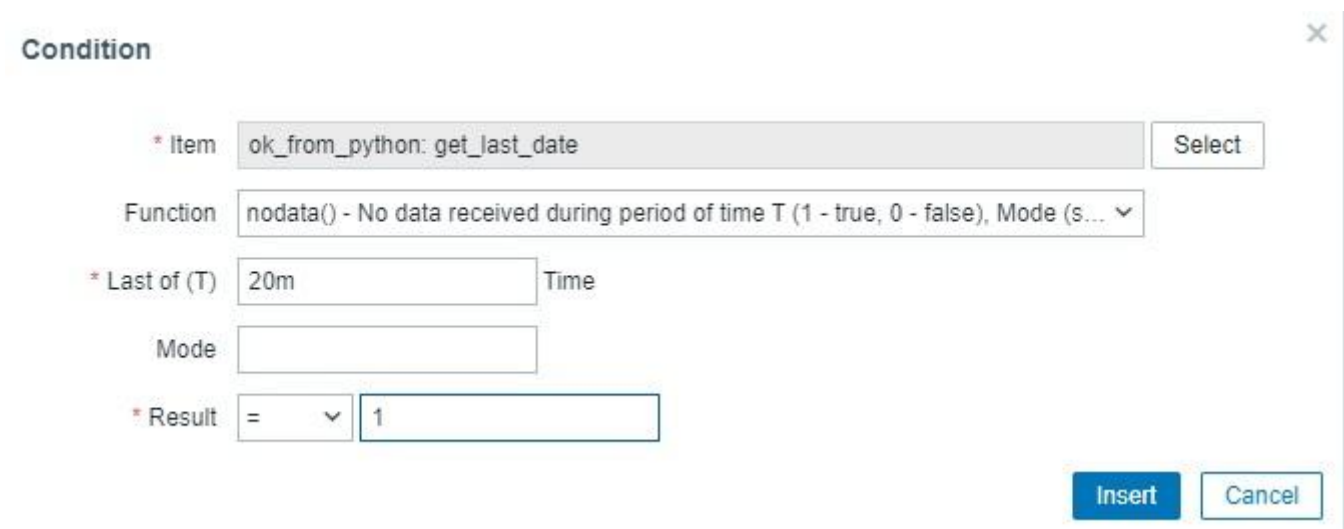 Condition
* Item ok_from_python: get_last_date Select
Function nodata() - No data received during period of time T (1 - true, 0 - false), Mode (s...
* Last of (T) 20m Time
Mode
* Result = 1
Insert Cancel